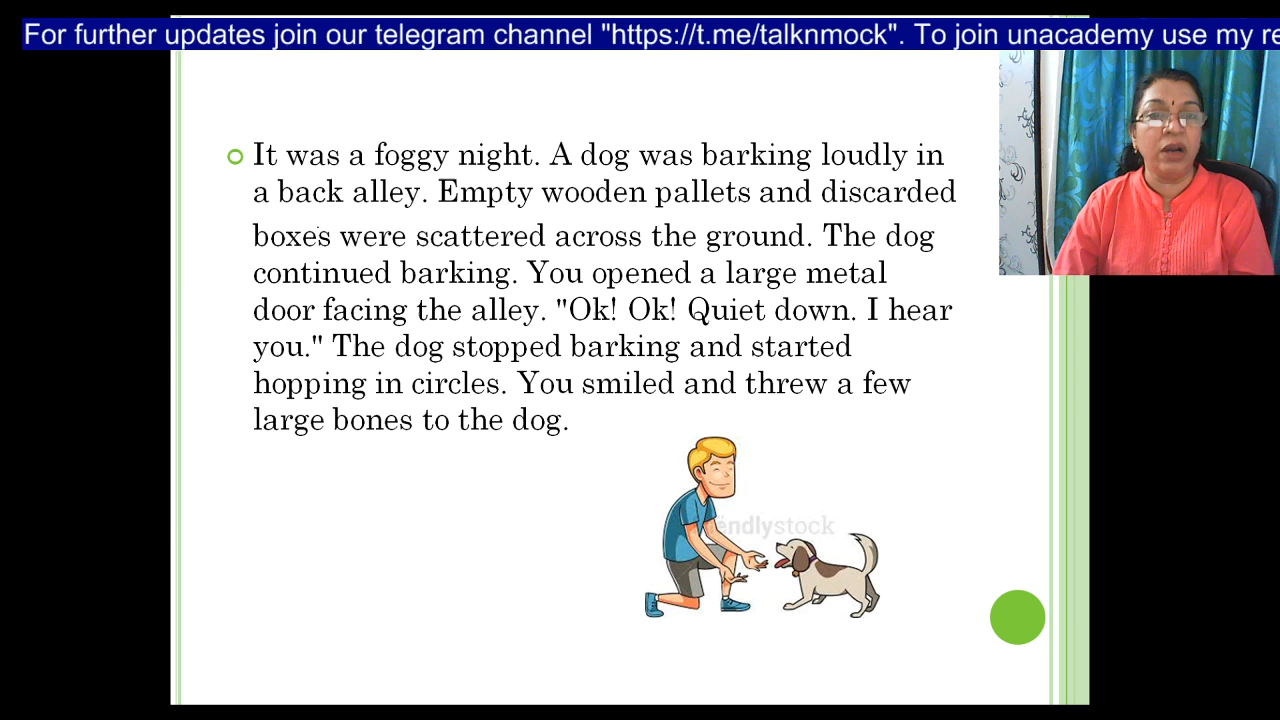 For further updates join our telegram channel "https://t.me/talknmock". To join unacademy use my
It was a foggy night. A dog was barking loudly in
a back alley. Empty wooden pallets and discarded
boxes were scattered across the ground. The dog
continued barking. You opened a large metal
door facing the alley. "Ok! Ok! Quiet down. I hear
you." The dog stopped barking and started
hopping in circles. You smiled and threw a few
large bones to the dog.